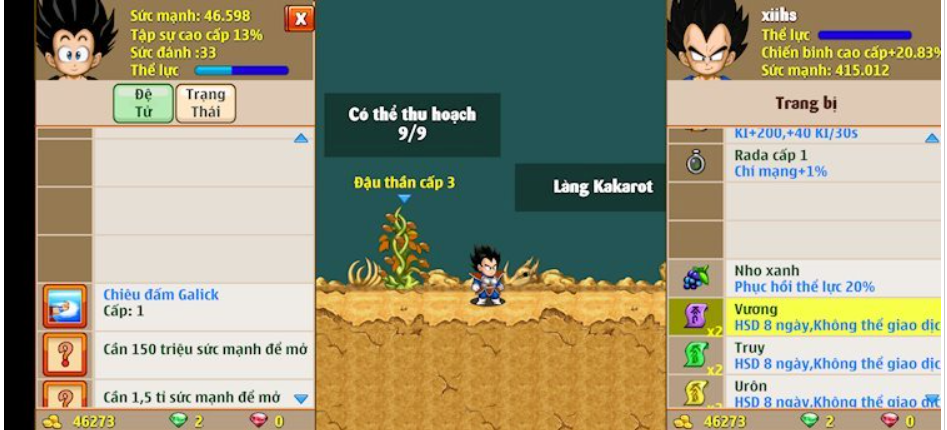 Sức mạnh: 46.598
Tập sự cao cấp 13%
Sức đánh :33
Thể lực
X
Đệ
Tử
Trạng
Thái
Chiêu đấm Galick
Cấp: 1
Cần 150 triệu sức mạnh để mở
Cần 1,5 tỉ sức mạnh để mở
46273
2
0
Có thể thu hoạch
9/9
Đậu thần cấp 3
Làng Kakarot
xiihs
Thể lực
Chiến binh cao cấp+20.83%
Sức mạnh: 415.012
Trang bị
KI+200,+40 KI/30s
Rada cấp 1
Chí mạng+1%
Nho xanh
Phục hồi thể lực 20%
Vương
HSD 8 ngày,Không thể giao dịc
x2
Truy
HSD 8 ngày,Không thể giao dịc
x2
Urôn
HSD 8 ngày,Không thể giao dịc
46273
2
0